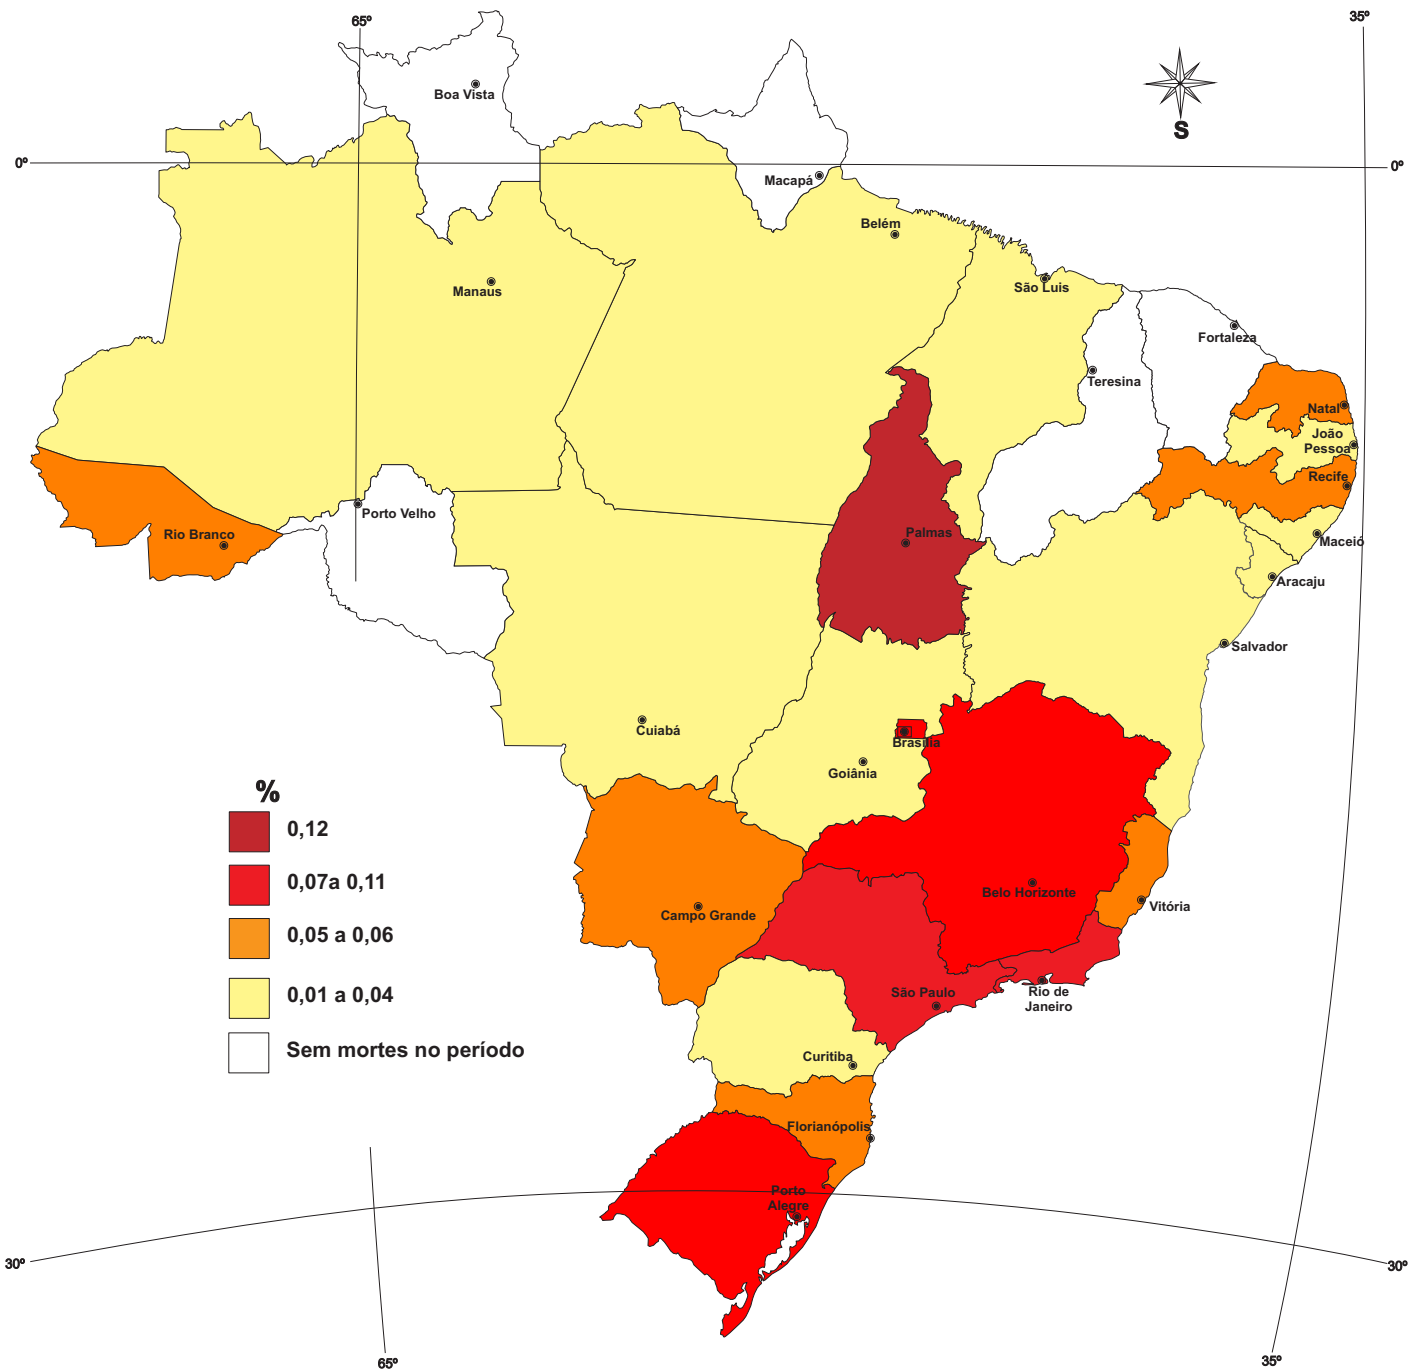 65º
35º
Boa Vista
S
0º
0º
Macapá
Belém
Manaus
São Luis
Fortaleza
Teresina
Natal
João
Pessoa
Recife
Porto Velho
Rio Branco
Palmas
Maceió
Aracaju
Salvador
Cuiabá
Brasília
Goiânia
%
0,12
0,07a 0,11
0,05 a 0,06
0,01 a 0,04
Sem mortes no período
Belo Horizonte
Campo Grande
Vitória
São Paulo
Rio de
Janeiro
Curitiba
Florianópolis
Porto
Alegre
30º
30º
65º
35º